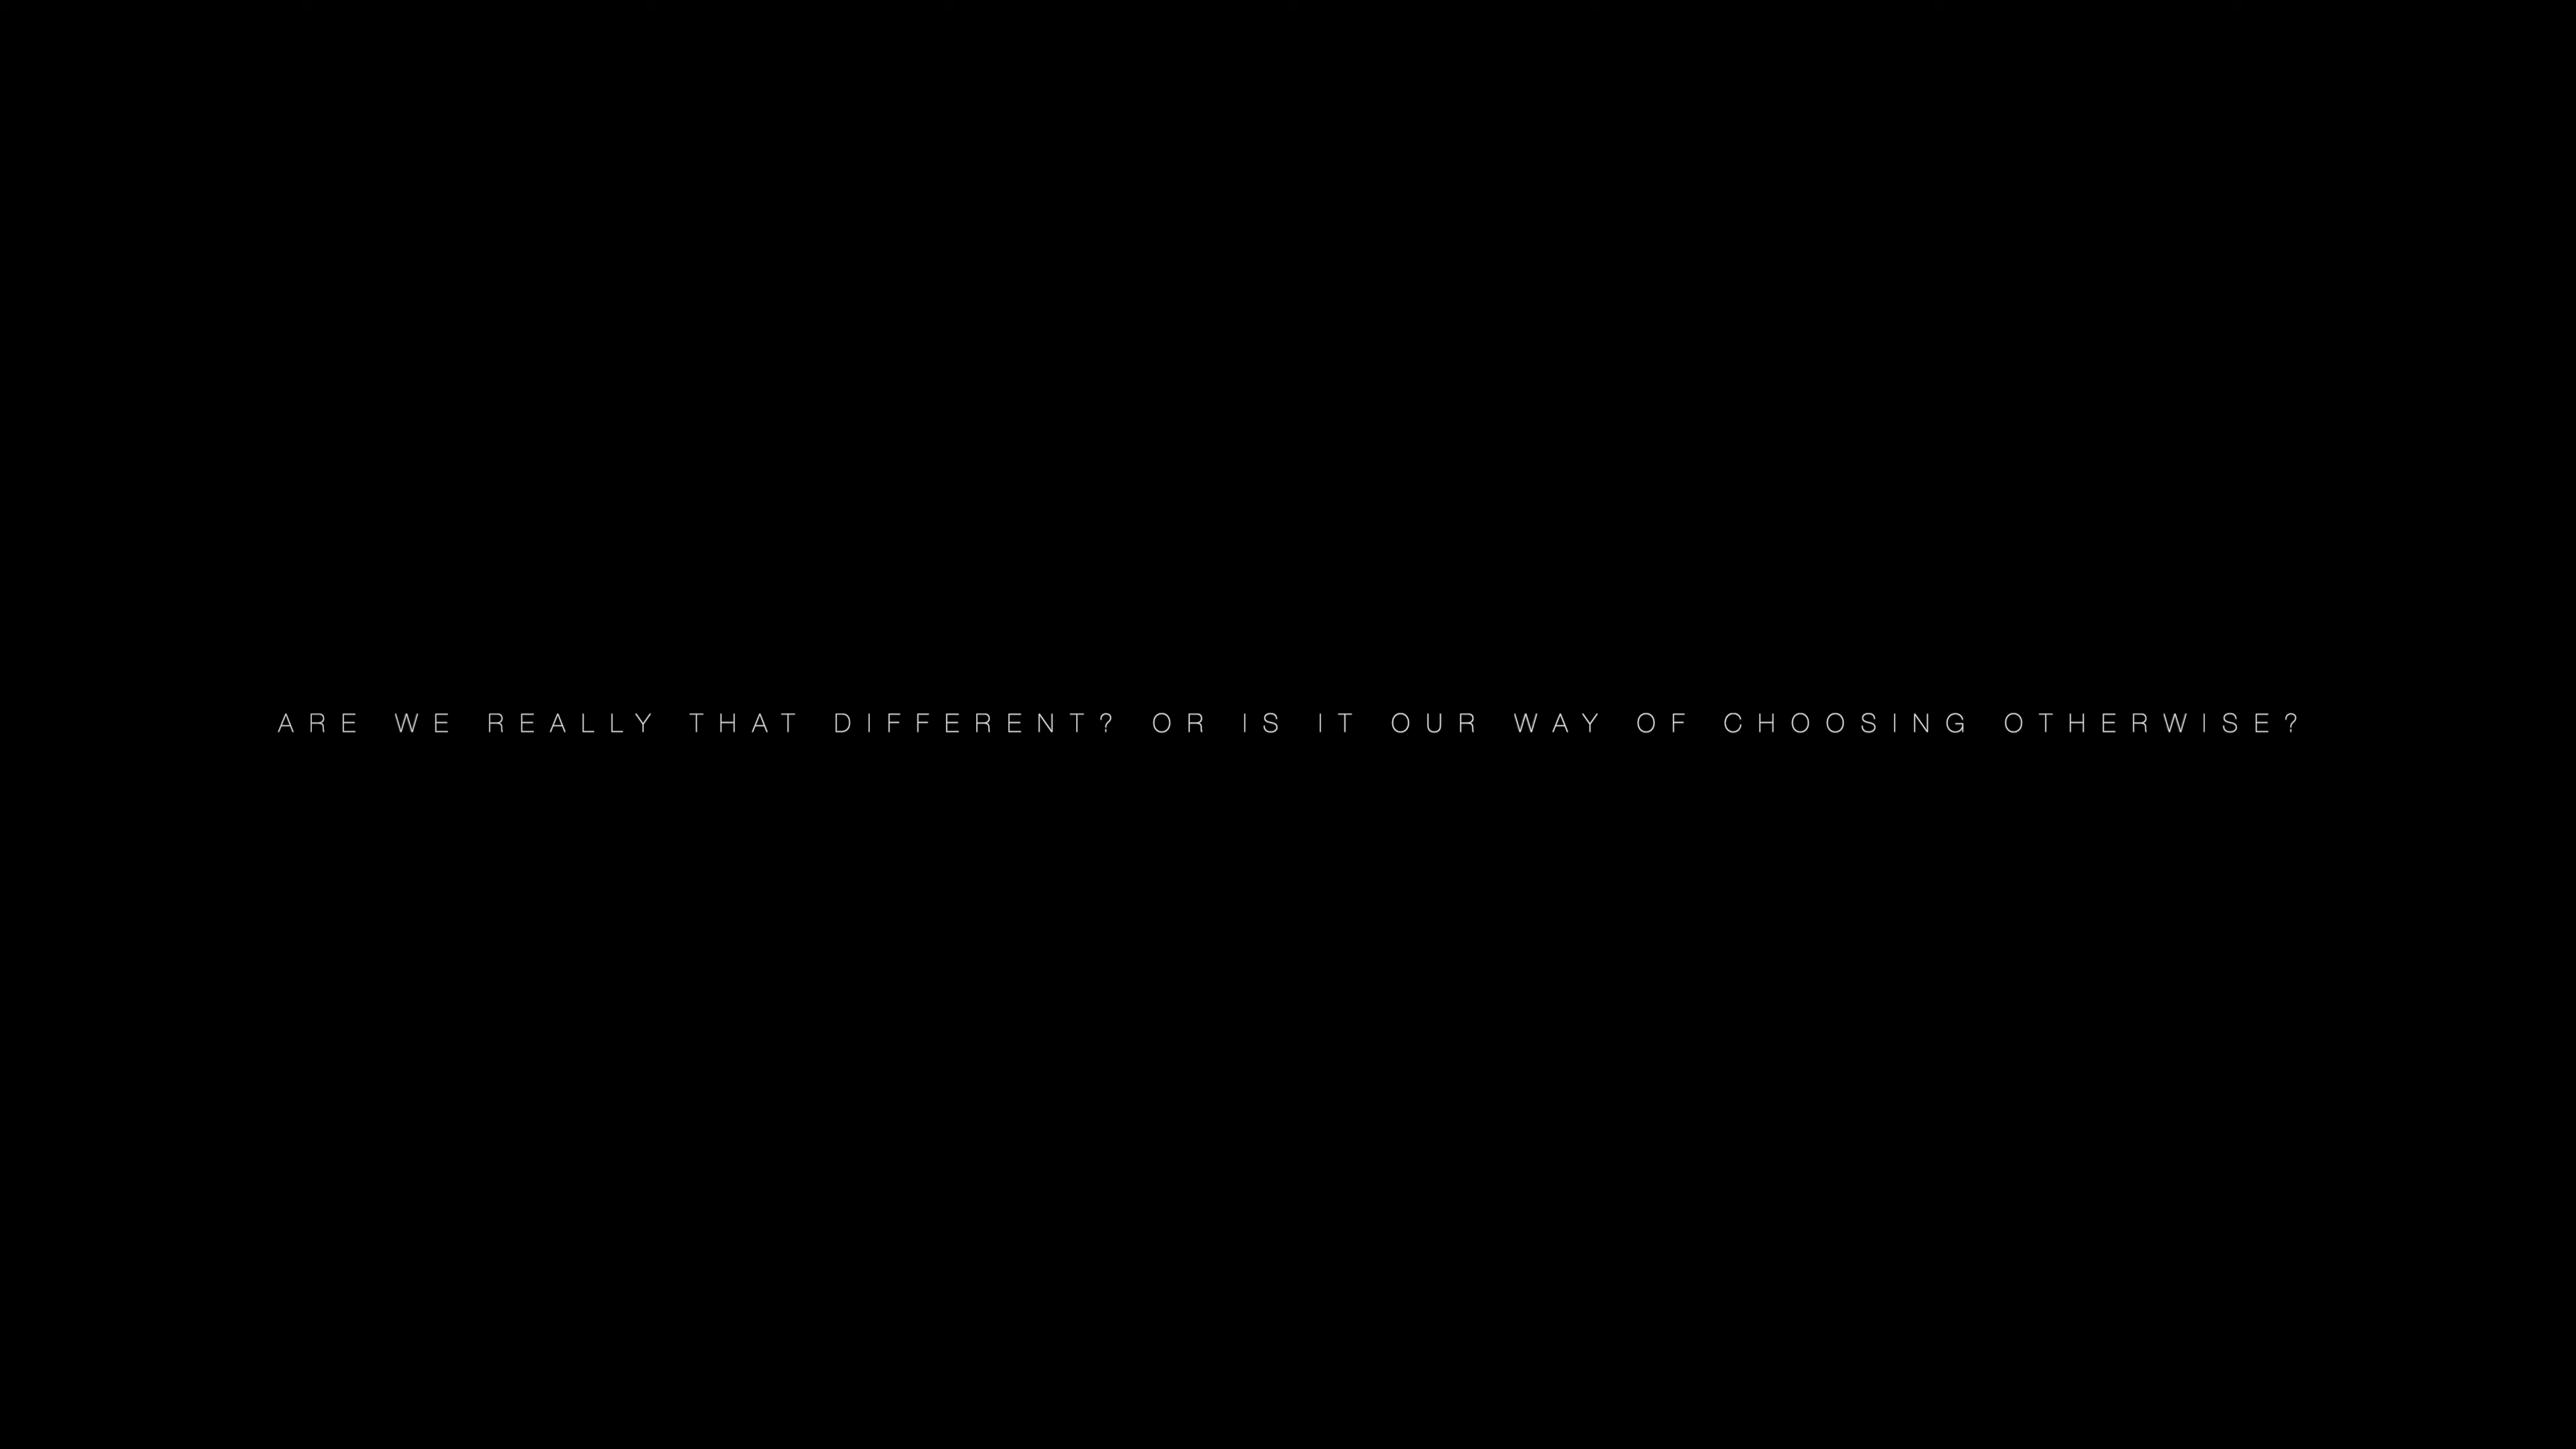 ARE WE REALLY THAT DIFFERENT? OR IS IT OUR WAY OF CHOOSING OTHERWISE?